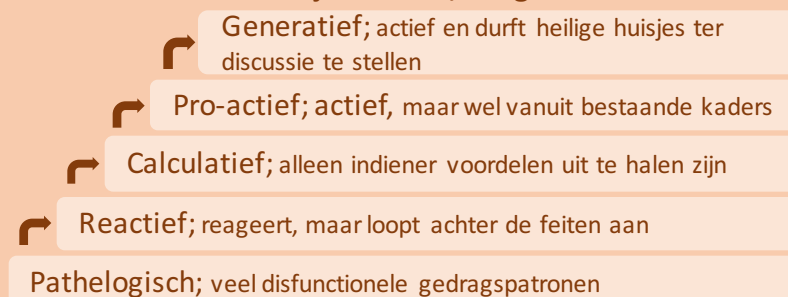 Generatief; actief en durft heilige huisjes ter
discussie te stellen
Pro-actief; actief, maar wel vanuit bestaande kaders
Calculatief; alleen indiener voordelen uit te halen zijn
Reactief; reageert, maar loopt achter de feiten aan
Pathelogisch; veel disfunctionele gedragspatronen